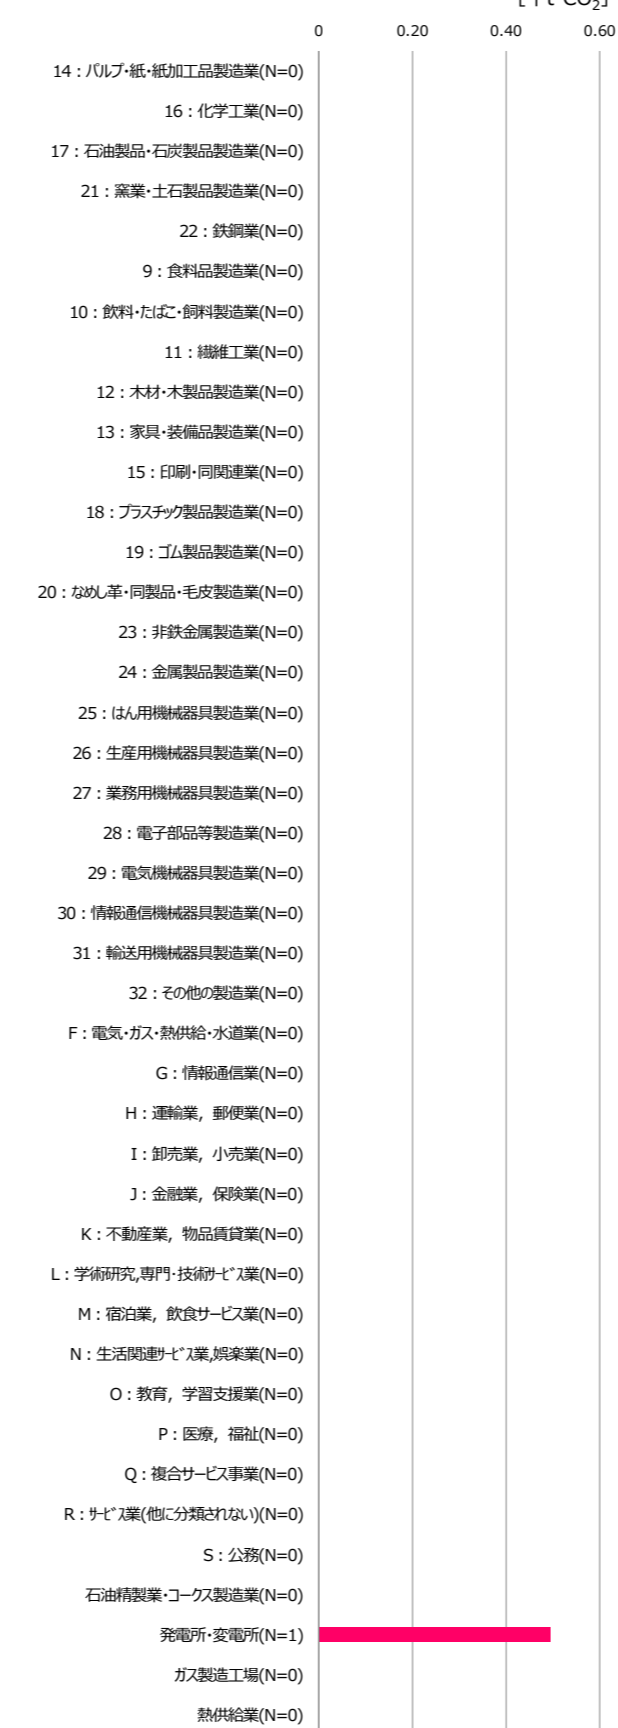 0 0.20 0.40 0.60
14：パルプ・紙・紙加工品製造業(N=0)
16：化学工業(N=0)
17：石油製品・石炭製品製造業(N=0)
21：窯業・土石製品製造業(N=0)
22：鉄鋼業(N=0)
9：食料品製造業(N=0)
10：飲料・たばこ・飼料製造業(N=0)
11：繊維工業(N=0)
12：木材・木製品製造業(N=0)
13：家具・装備品製造業(N=0)
15：印刷・同関連業(N=0)
18：プラスチック製品製造業(N=0)
19：ゴム製品製造業(N=0)
20：なめし革・同製品・毛皮製造業(N=0)
23：非鉄金属製造業(N=0)
24：金属製品製造業(N=0)
25：はん用機械器具製造業(N=0)
26：生産用機械器具製造業(N=0)
27：業務用機械器具製造業(N=0)
28：電子部品等製造業(N=0)
29：電気機械器具製造業(N=0)
30：情報通信機械器具製造業(N=0)
31：輸送用機械器具製造業(N=0)
32：その他の製造業(N=0)
F：電気・ガス・熱供給・水道業(N=0)
G：情報通信業(N=0)
H：運輸業，郵便業(N=0)
I：卸売業，小売業(N=0)
J：金融業，保険業(N=0)
K：不動産業，物品賃貸業(N=0)
L：学術研究,専門・技術ｻｰﾋﾞｽ業(N=0)
M：宿泊業，飲食サービス業(N=0)
N：生活関連ｻｰﾋﾞｽ業,娯楽業(N=0)
O：教育，学習支援業(N=0)
P：医療，福祉(N=0)
Q：複合サービス事業(N=0)
R：ｻｰﾋﾞｽ業(他に分類されない)(N=0)
S：公務(N=0)
石油精製業・コークス製造業(N=0)
発電所・変電所(N=1)
ガス製造工場(N=0)
熱供給業(N=0)